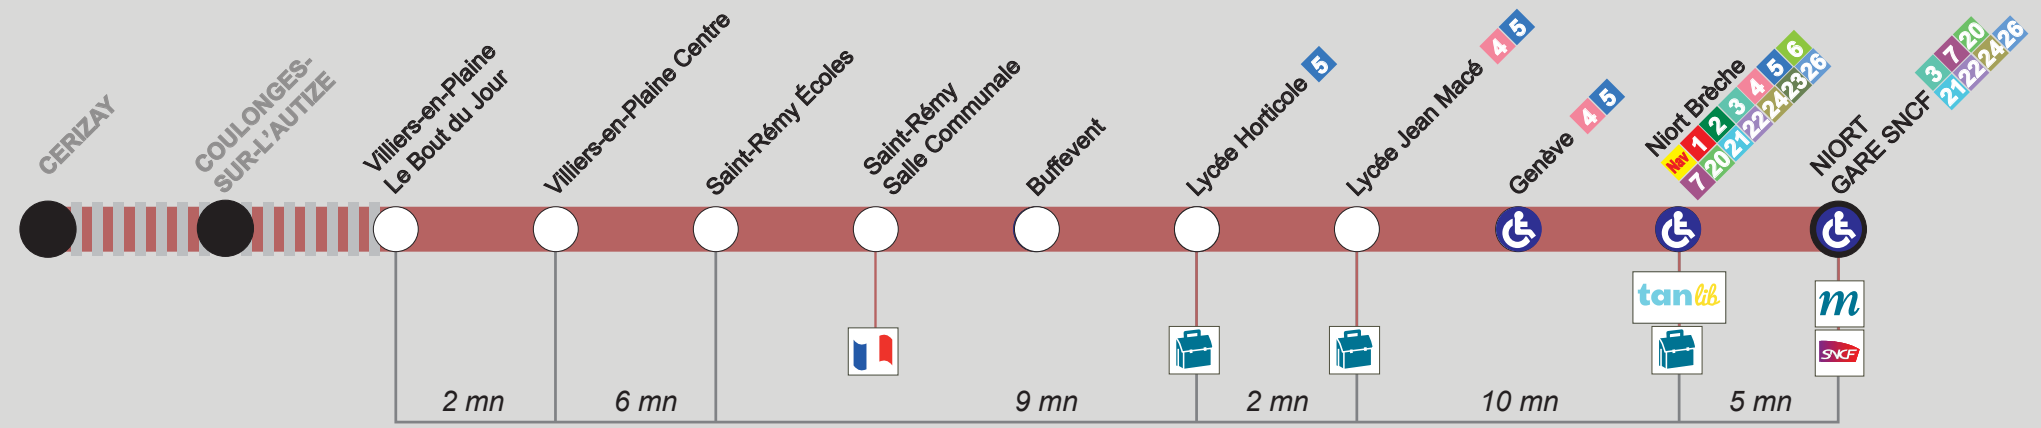 CERIZAY
COULONGES-
SUR-L'AUTIZE
Villiers-en-Plaine
Le Bout du Jour
Villiers-en-Plaine Centre
Saint-Rémy Écoles
Saint-Rémy
Salle Communale
Buffevent
Lycée Horticole 5
Lycée Jean Macé 4 5
Genève 4 5
Niort Brèche
Nav 1 2 3 4 5 6
7 20 21 22 24 23 26
NIORT
GARE SNCF
3 7 20
21 22 24 26
tanlib
m
SNCF
2 mn
6 mn
9 mn
2 mn
10 mn
5 mn